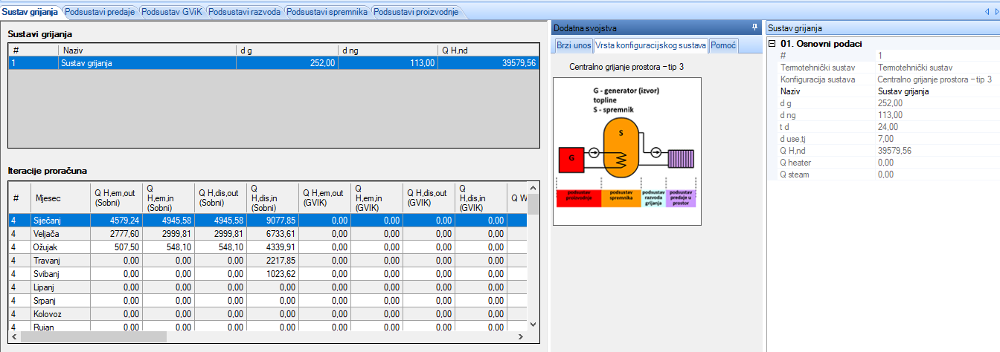 Sustav grijanja Podsustavi predaje Podsustav GViK Podsustavi razvoda Podsustavi spremnika Podsustavi proizvodnje
Sustavi grijanja
# Naziv d g d ng Q H,nd
1 Sustav grijanja 252,00 113,00 39579,56
Iteracije proračuna
# Mjesec Q H,em,out (Sobni) Q H,em,in (Sobni) Q H,dis,out (Sobni) Q H,dis,in (Sobni) Q H,em,out (GVIK) Q H,em,in (GVIK) Q H,dis,out (GVIK) Q H,dis,in (GVIK) Q W
4 Siječanj 4579,24 4945,58 4945,58 9077,85 0,00 0,00 0,00 0,00
4 Veljača 2777,60 2999,81 2999,81 6733,61 0,00 0,00 0,00 0,00
4 Ožujak 507,50 548,10 548,10 4339,91 0,00 0,00 0,00 0,00
4 Travanj 0,00 0,00 0,00 2217,85 0,00 0,00 0,00 0,00
4 Svibanj 0,00 0,00 0,00 1023,62 0,00 0,00 0,00 0,00
4 Lipanj 0,00 0,00 0,00 0,00 0,00 0,00 0,00 0,00
4 Srpanj 0,00 0,00 0,00 0,00 0,00 0,00 0,00 0,00
4 Kolovoz 0,00 0,00 0,00 0,00 0,00 0,00 0,00 0,00
4 Rujan 0,00 0,00 0,00 0,00 0,00 0,00 0,00 0,00
Dodatna svojstva
Brzi unos Vrsta konfiguracijskog sustava Pomoć
Centralno grijanje prostora – tip 3
G - generator (izvor)
topline
S - spremnik
S
G
podsustav proizvodnje
podsustav spremnika
podsustav razvoda grijanja
podsustav predaje u prostor
Sustav grijanja
01. Osnovni podaci
# 1
Termotehnički sustav Termotehnički sustav
Konfiguracija sustava Centralno grijanje prostora – tip 3
Naziv Sustav grijanja
d g 252,00
d ng 113,00
t d 24,00
d use,tj 7,00
Q H,nd 39579,56
Q heater 0,00
Q steam 0,00